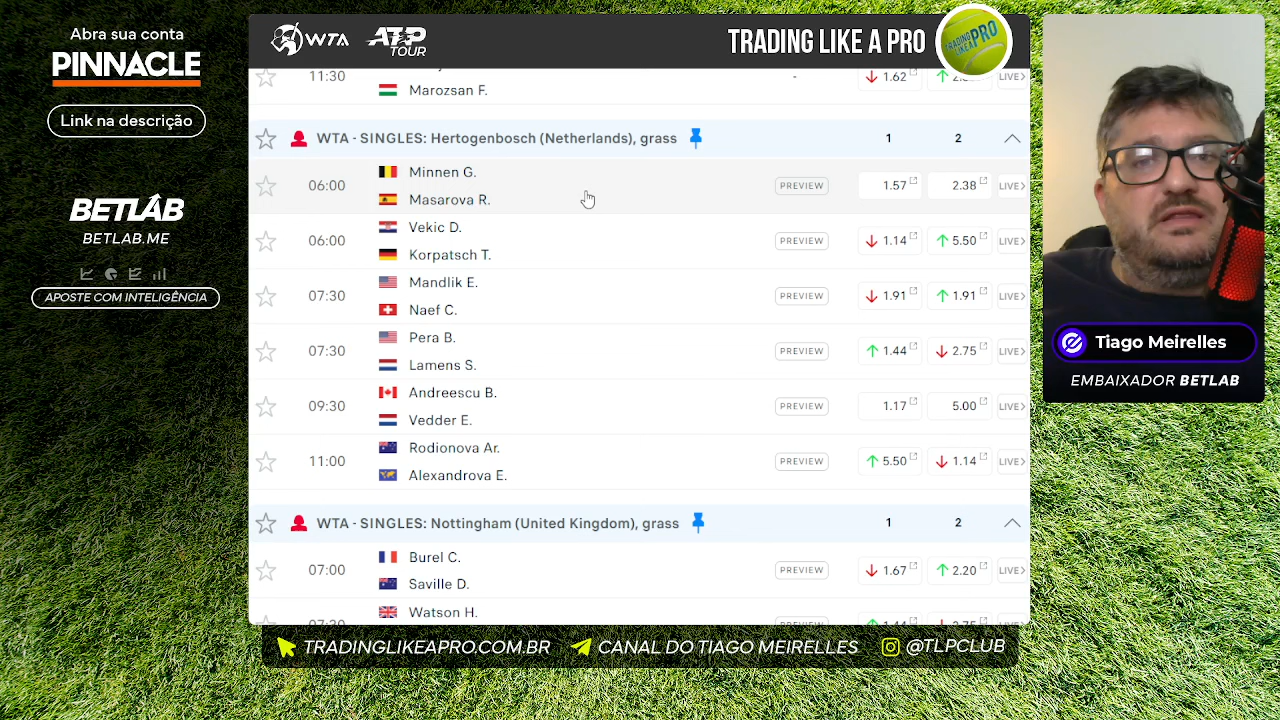 Abra sua conta
PINNACLE
Link na descrição
BETLAB
BETLAB.ME
APOSTE COM INTELIGÊNCIA
WTA ATP TOUR
TRADING LIKE A PRO
TRADING LIKE A PRO
11:30 - 1.62 LIVE
Marozsan F.
WTA - SINGLES: Hertogenbosch (Netherlands), grass 1 2
06:00 Minnen G. PREVIEW 1.57 2.38 LIVE
Masarova R.
06:00 Vekic D. PREVIEW 1.14 5.50 LIVE
Korpatsch T.
07:30 Mandlik E. PREVIEW 1.91 1.91 LIVE
Naef C.
07:30 Pera B. PREVIEW 1.44 2.75 LIVE
Lamens S.
09:30 Andreescu B. PREVIEW 1.17 5.00 LIVE
Vedder E.
11:00 Rodionova Ar. PREVIEW 5.50 1.14 LIVE
Alexandrova E.
WTA - SINGLES: Nottingham (United Kingdom), grass 1 2
07:00 Burel C. PREVIEW 1.67 2.20 LIVE
Saville D.
Watson H.
Tiago Meirelles
EMBAIXADOR BETLAB
TRADINGLIKEAPRO.COM.BR CANAL DO TIAGO MEIRELLES @TLPCLUB